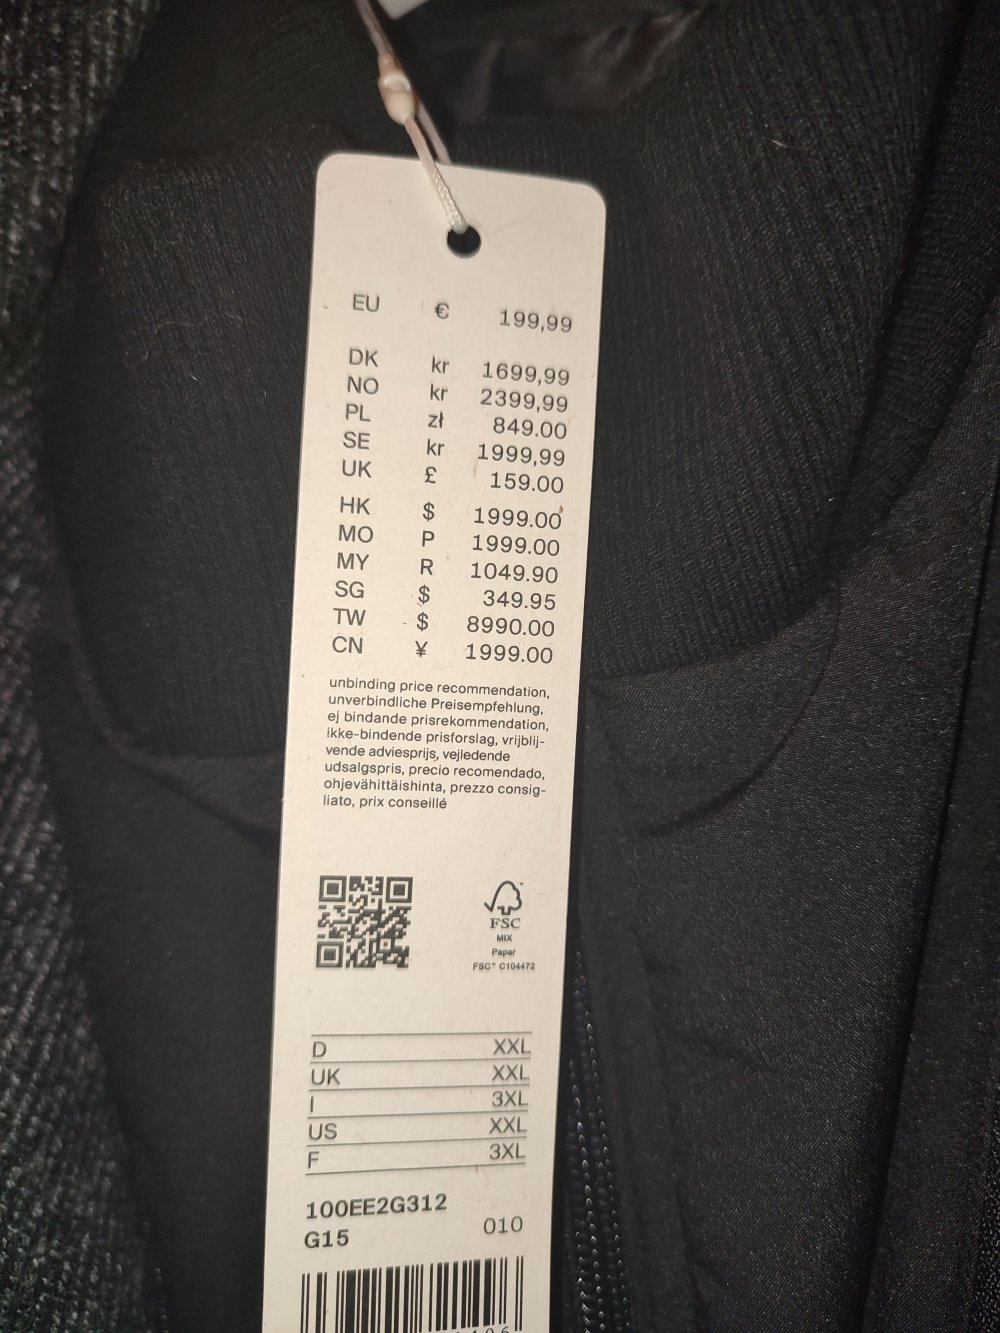 EU € 199,99
DK kr 1699,99
NO kr 2399,99
PL zł 849.00
SE kr 1999,99
UK £ 159.00
HK $ 1999.00
MO P 1999.00
MY R 1049.90
SG $ 349.95
TW $ 8990.00
CN ¥ 1999.00
unbinding price recommendation,
unverbindliche Preisempfehlung,
ej bindande prisrekommendation,
ikke-bindende prisforslag, vrijblij-
vende adviesprijs, vejledende
udsalgspris, precio recomendado,
ohjevähittäishinta, prezzo consig-
liato, prix conseillé
FSC
MIX
Paper
FSC® C104472
D XXL
UK XXL
I 3XL
US XXL
F 3XL
100EE2G312
G15 010